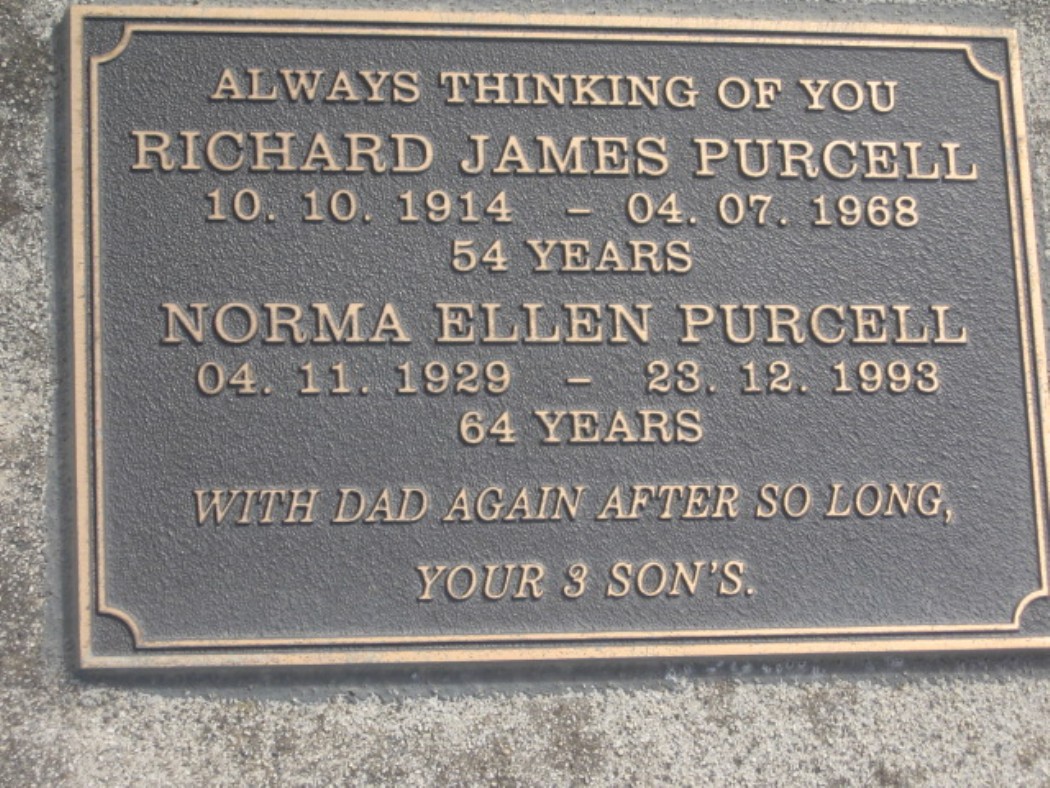 ALWAYS THINKING OF YOU
RICHARD JAMES PURCELL
10. 10. 1914 – 04. 07. 1968
54 YEARS
NORMA ELLEN PURCELL
04. 11. 1929 – 23. 12. 1993
64 YEARS
WITH DAD AGAIN AFTER SO LONG,
YOUR 3 SON'S.